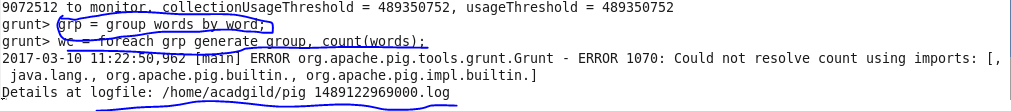 9072512 to monitor, collectionUsageThreshold = 489350752, usageThreshold = 489350752
grunt> grp = group words by word;
grunt> wc = foreach grp generate group, count(words);
2017-03-10 11:22:50,962 [main] ERROR org.apache.pig.tools.grunt.Grunt - ERROR 1070: Could not resolve count using imports: [,
java.lang., org.apache.pig.builtin., org.apache.pig.impl.builtin.]
Details at logfile: /home/acadgild/pig_1489122969000.log